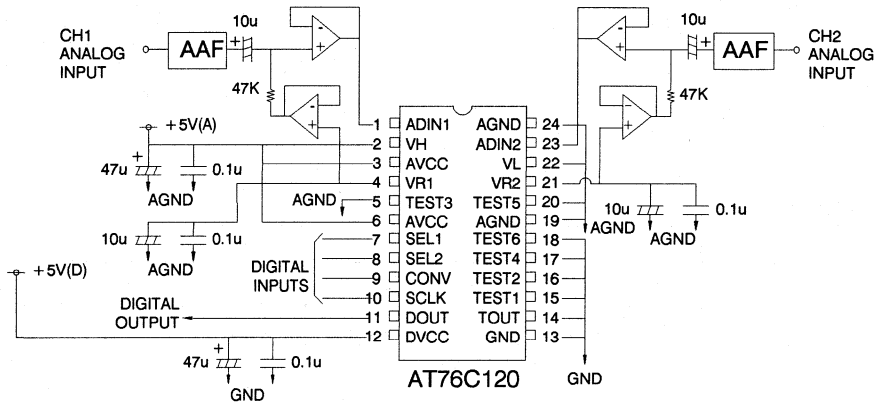 10u
10u
CH1
ANALOG
INPUT
AAF
+
-
+
-
+
+
AAF
CH2
ANALOG
INPUT
47K
-
+
-
+
47K
+5V(A)
1 ADIN1 AGND 24
2 VH ADIN2 23
3 AVCC VL 22
4 VR1 VR2 21
5 TEST3 TEST5 20
6 AVCC AGND 19
7 SEL1 TEST6 18
8 SEL2 TEST4 17
9 CONV TEST2 16
10 SCLK TEST1 15
11 DOUT TOUT 14
12 DVCC GND 13
+
47u
0.1u
AGND
AGND
10u
0.1u
AGND
10u
0.1u
AGND
AGND
+5V(D)
DIGITAL
INPUTS
DIGITAL
OUTPUT
+
47u
0.1u
GND
GND
AT76C120